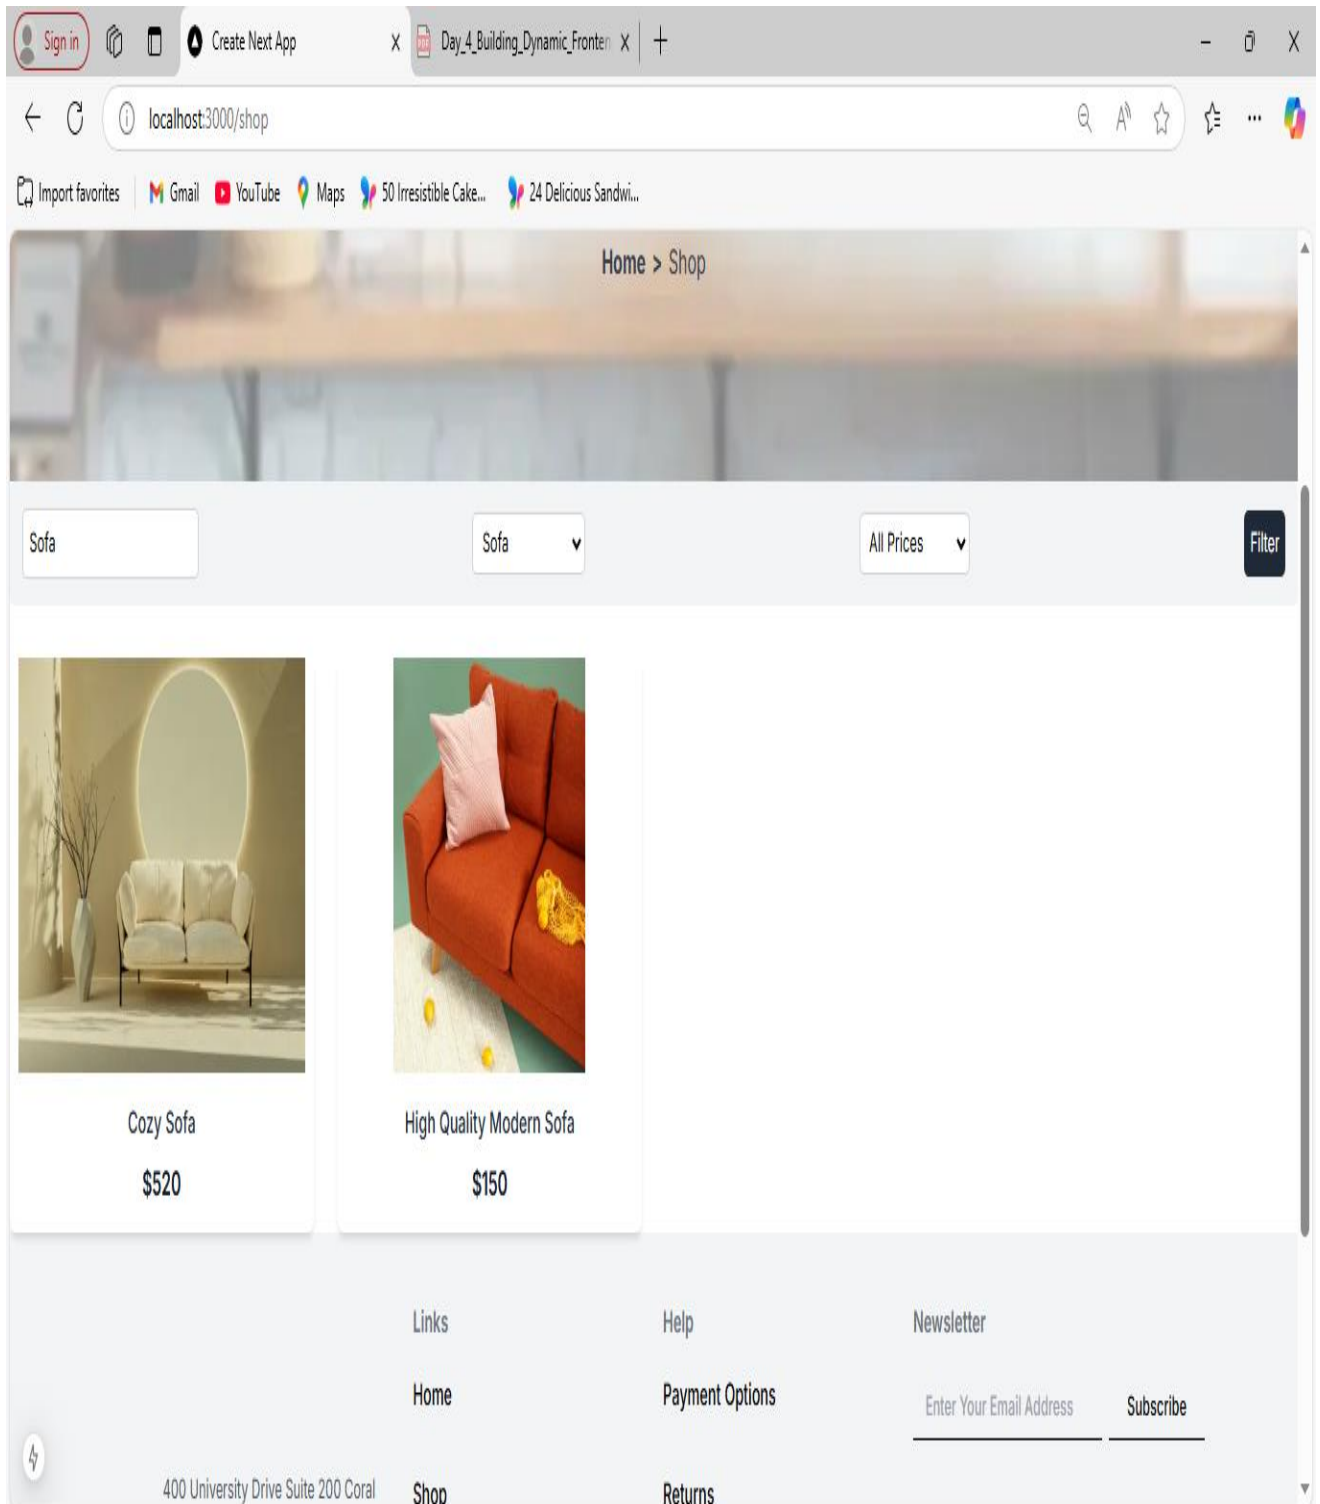 Sign in
Create Next App
Day_4_Building_Dynamic_Fronten
localhost:3000/shop
Import favorites
Gmail
YouTube
Maps
50 Irresistible Cake...
24 Delicious Sandwi...
Home > Shop
Sofa
Sofa
All Prices
Filter
Cozy Sofa
$520
High Quality Modern Sofa
$150
Links
Help
Newsletter
Home
Payment Options
Enter Your Email Address
Subscribe
400 University Drive Suite 200 Coral
Shop
Returns